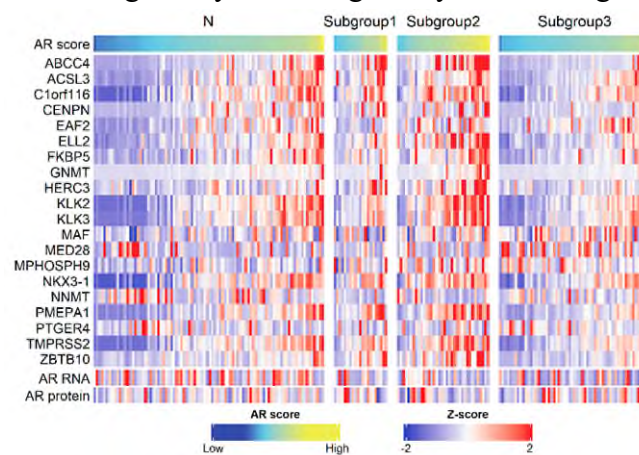 N Subgroup1 Subgroup2 Subgroup3
AR score
ABCC4
ACSL3
C1orf116
CENPN
EAF2
ELL2
FKBP5
GNMT
HERC3
KLK2
KLK3
MAF
MED28
MPHOSPH9
NKX3-1
NNMT
PMEPA1
PTGER4
TMPRSS2
ZBTB10
AR RNA
AR protein
AR score Z-score
Low High -2 2